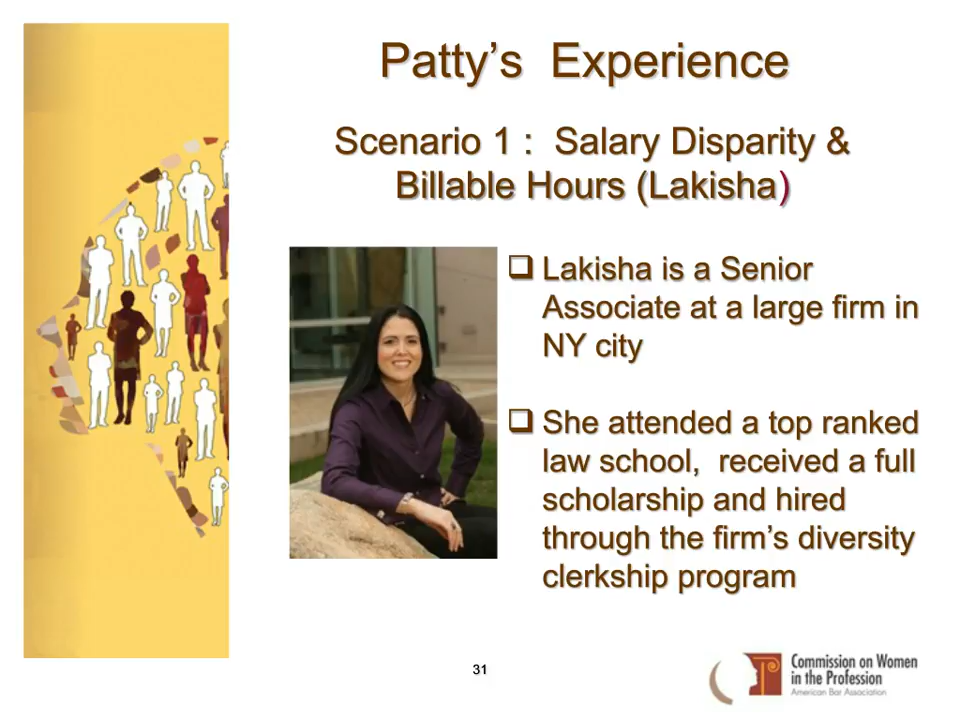 Patty’s Experience
Scenario 1 : Salary Disparity &
Billable Hours (Lakisha)
Lakisha is a Senior
Associate at a large firm in
NY city
She attended a top ranked
law school, received a full
scholarship and hired
through the firm’s diversity
clerkship program
31
Commission on Women
in the Profession
American Bar Association